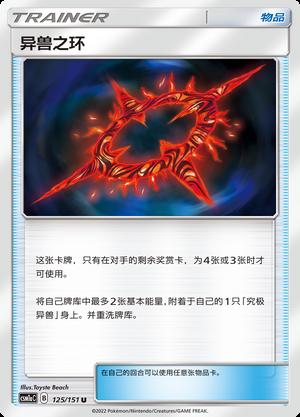 TRAINER
物品
异兽之环
这张卡牌，只有在对手的剩余奖赏卡，为4张或3张时才
可使用。
将自己牌库中最多2张基本能量，附着于自己的1只「究极
异兽」身上。并重洗牌库。
Illus.Toyste Beach
在自己的回合可以使用任意张物品卡。
CSM1cC B 125/151 U
©2022 Pokémon/Nintendo/Creatures/GAME FREAK.